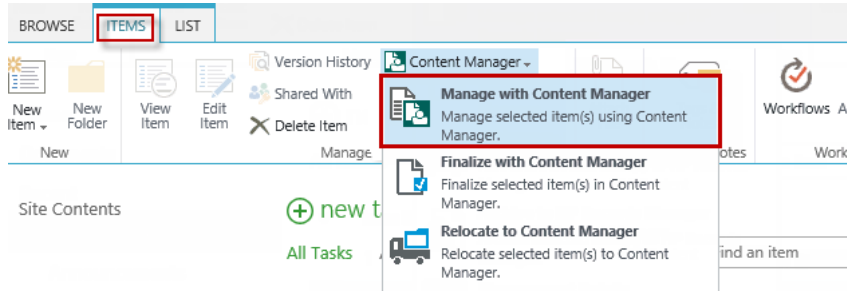 BROWSE ITEMS LIST
Version History Content Manager
Shared With
Delete Item
New Item
New Folder
View Item
Edit Item
Workflows A
Manage with Content Manager
Manage selected item(s) using Content
Manager.
New Manage otes Work
Finalize with Content Manager
Finalize selected item(s) in Content
Manager.
Site Contents
new t
Relocate to Content Manager
Relocate selected item(s) to Content
Manager.
All Tasks
ind an item